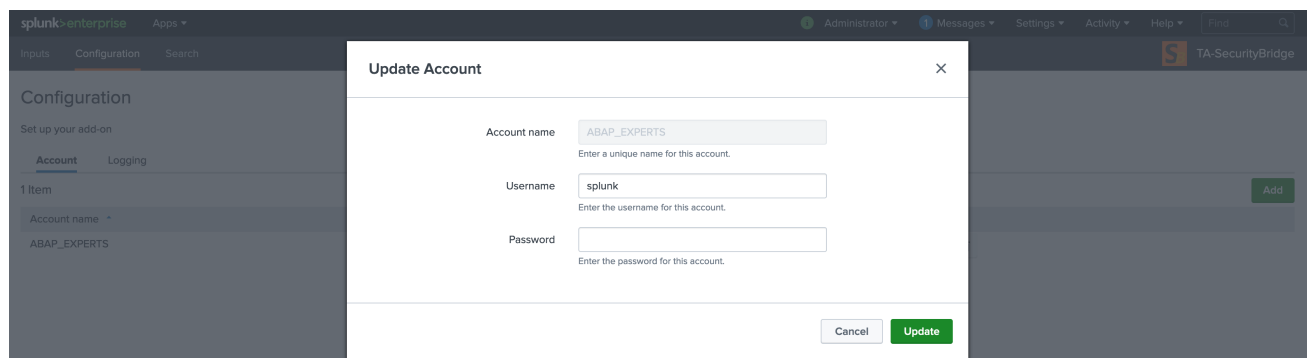 splunk>enterprise Apps ▾ i Administrator ▾ 1 Messages ▾ Settings ▾ Activity ▾ Help ▾ Find
Inputs Configuration Search TA-SecurityBridge
Configuration
Set up your add-on
Account Logging
1 Item
Add
Account name ^
ABAP_EXPERTS
Update Account
Account name ABAP_EXPERTS
Enter a unique name for this account.
Username splunk
Enter the username for this account.
Password
Enter the password for this account.
Cancel Update